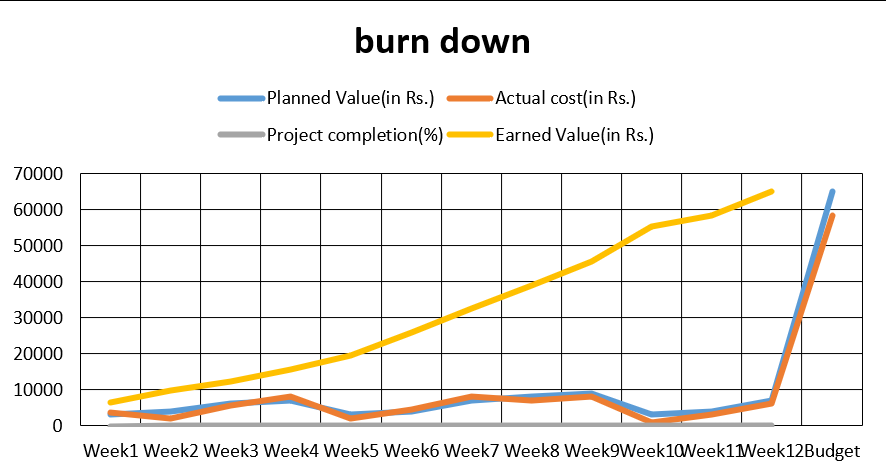 burn down
Planned Value(in Rs.) Actual cost(in Rs.)
Project completion(%) Earned Value(in Rs.)
70000
60000
50000
40000
30000
20000
10000
0
Week1 Week2 Week3 Week4 Week5 Week6 Week7 Week8 Week9 Week10 Week11 Week12 Budget